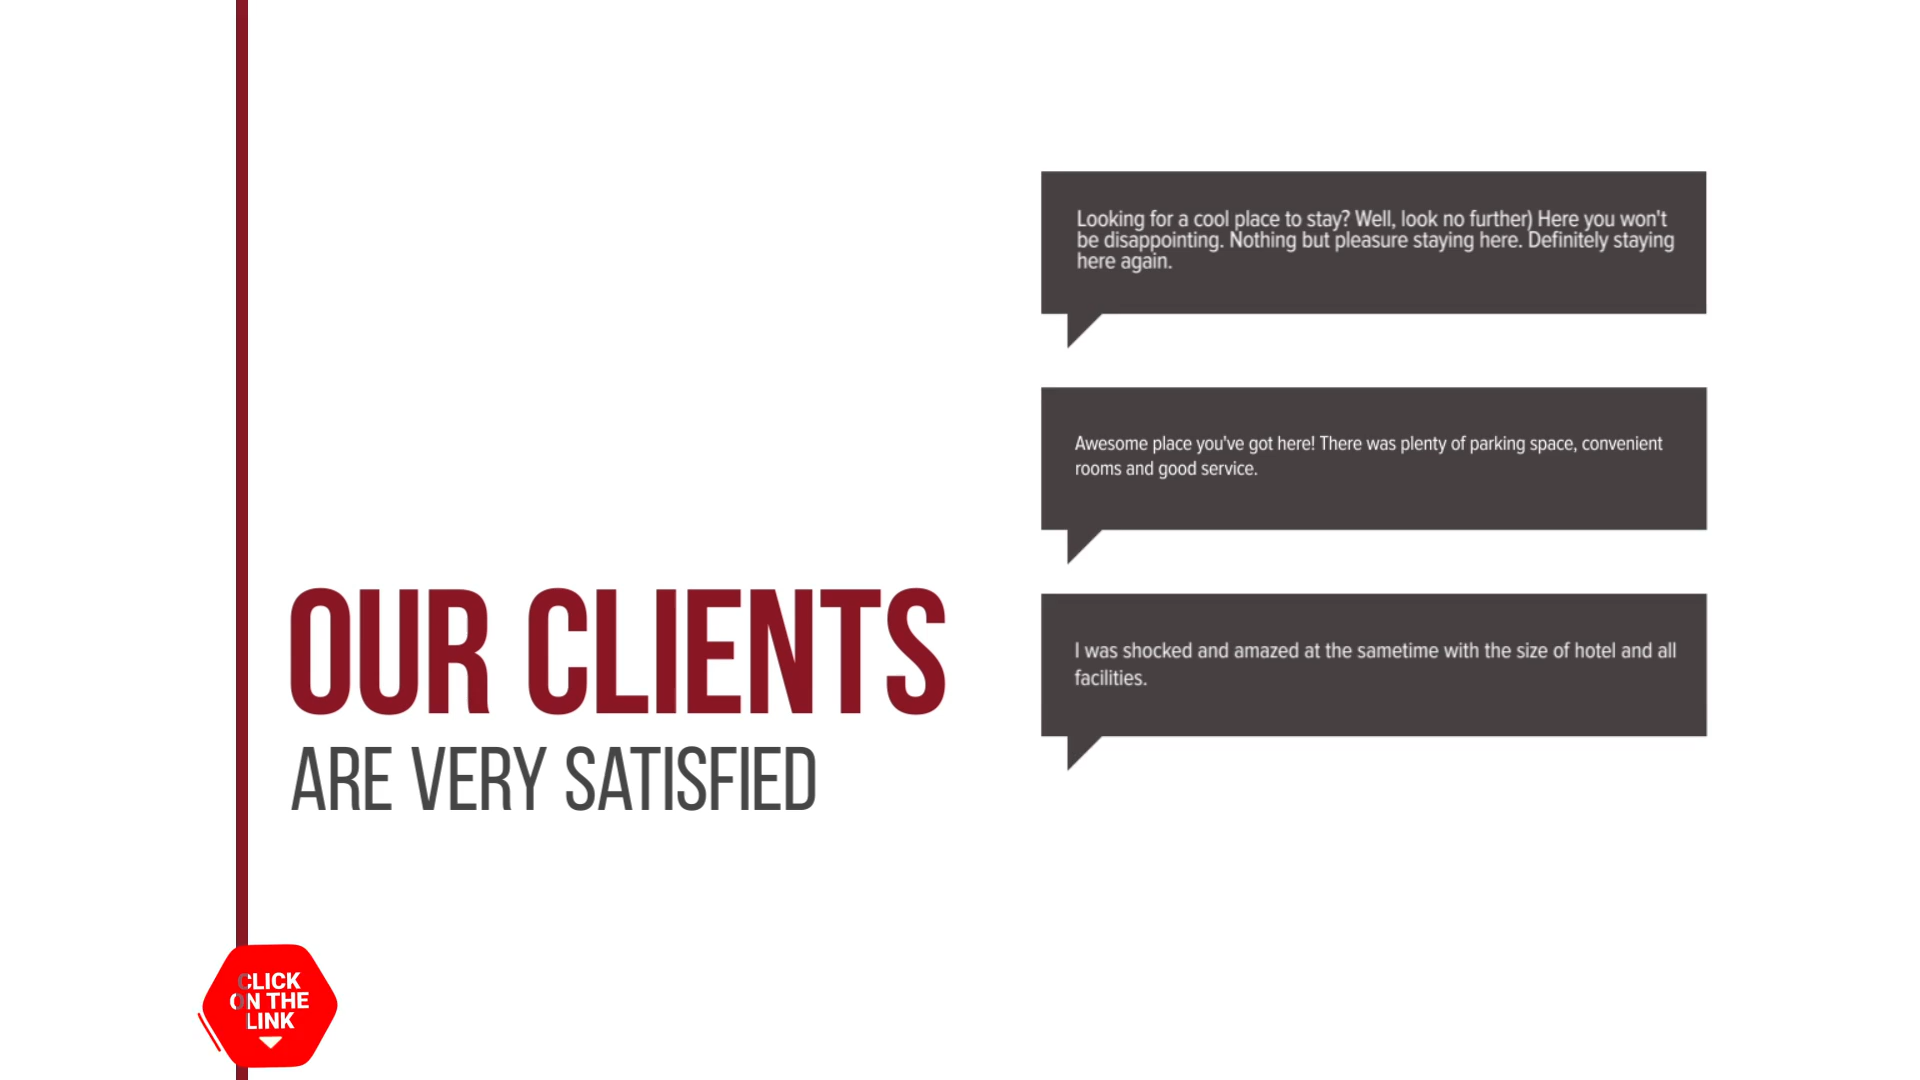 Looking for a cool place to stay? Well, look no further) Here you won't
be disappointing. Nothing but pleasure staying here. Definitely staying
here again.
Awesome place you've got here! There was plenty of parking space, convenient
rooms and good service.
I was shocked and amazed at the sametime with the size of hotel and all
facilities.
OUR CLIENTS
ARE VERY SATISFIED
CLICK
ON THE
LINK